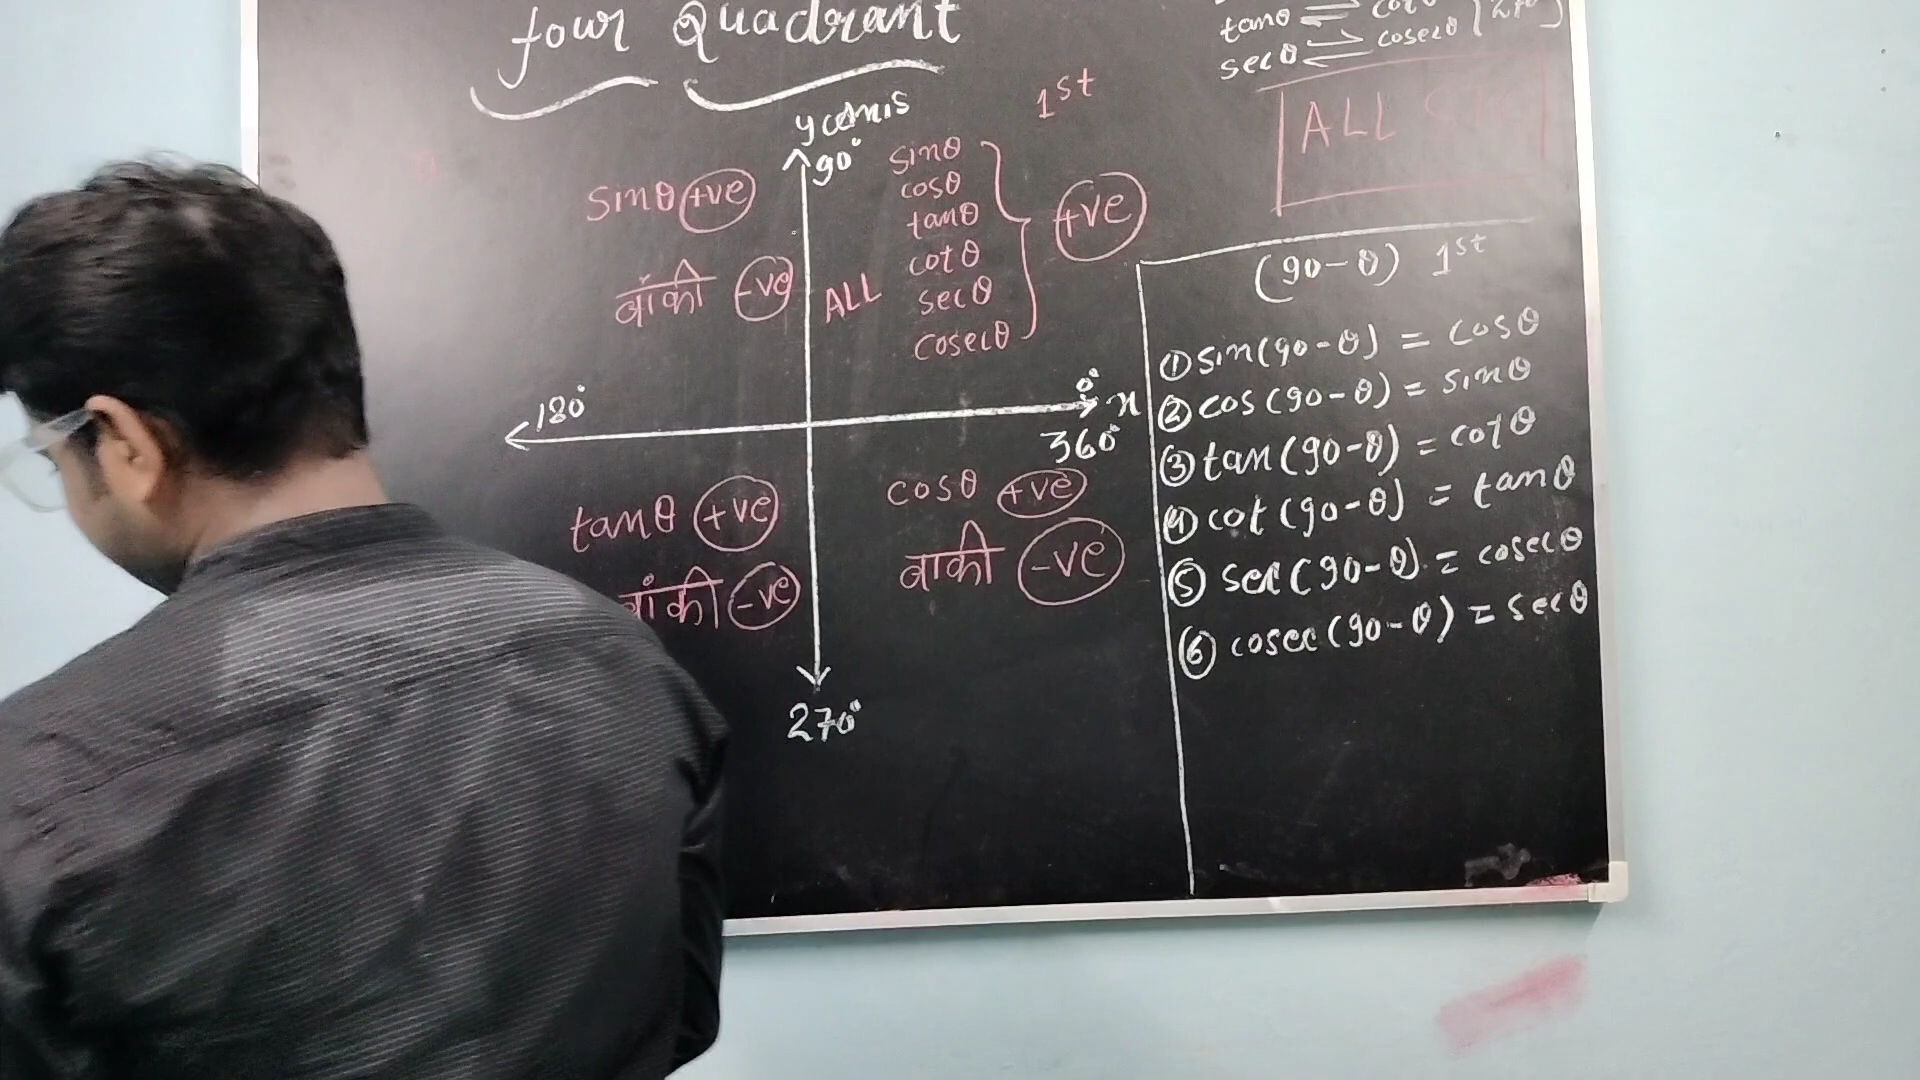 four Quadrant
y axis
90°
sinθ +ve
बांकी -ve
1st
sinθ
cosθ
tanθ
cotθ
secθ
cosecθ
+ve
ALL
180°
0°
x
360°
tanθ +ve
बांकी -ve
cosθ +ve
बाकी -ve
270°
tanθ ⇌ cotθ
secθ ⇌ cosecθ
ALL
(90-θ) 1st
① sin(90-θ) = cosθ
② cos(90-θ) = sinθ
③ tan(90-θ) = cotθ
④ cot(90-θ) = tanθ
⑤ sec(90-θ) = cosecθ
⑥ cosec(90-θ) = secθ